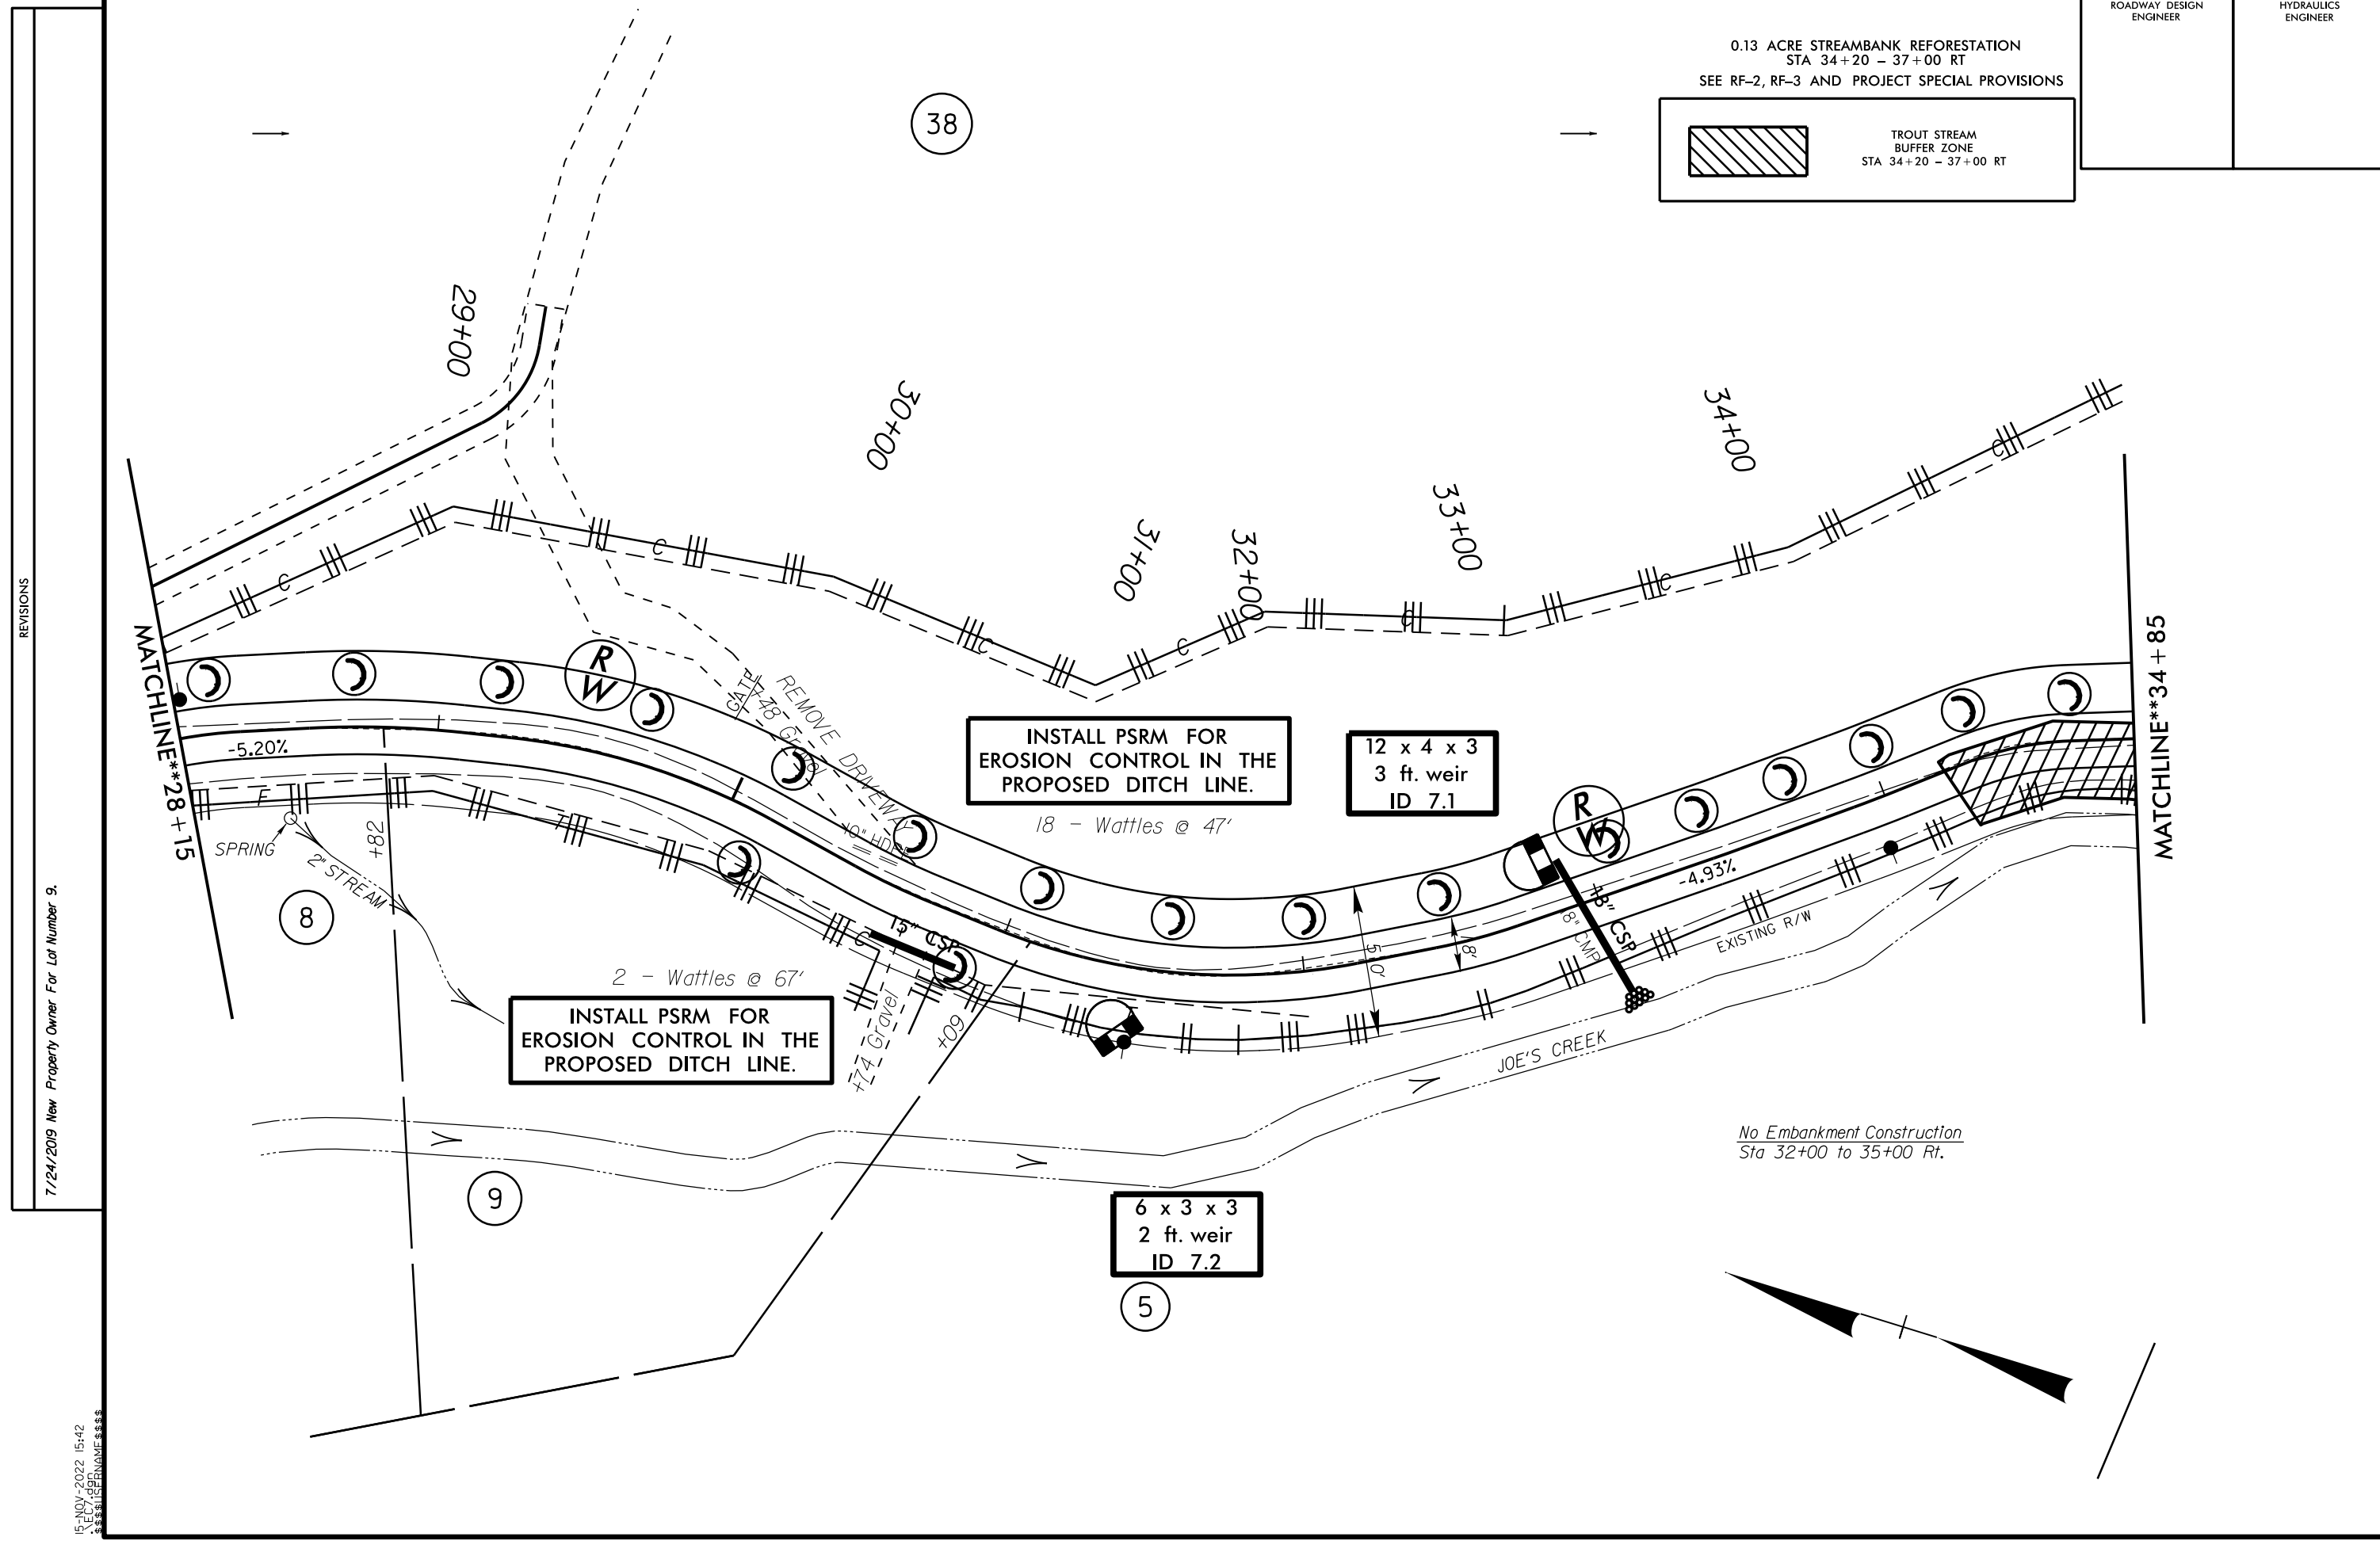 ROADWAY DESIGN
ENGINEER
HYDRAULICS
ENGINEER
0.13 ACRE STREAMBANK REFORESTATION
STA 34+20 – 37+00 RT
SEE RF–2, RF–3 AND PROJECT SPECIAL PROVISIONS
TROUT STREAM
BUFFER ZONE
STA 34+20 – 37+00 RT
38
29+00
30+00
31+00
32+00
33+00
34+00
C
C
C
C
C
C
C
REVISIONS
7/24/2019 New Property Owner For Lot Number 9.
MATCHLINE**28+15
MATCHLINE**34+85
R
W
GATE
+48 Gravel
REMOVE DRIVEWAY
INSTALL PSRM FOR
EROSION CONTROL IN THE
PROPOSED DITCH LINE.
18 – Wattles @ 47'
12 x 4 x 3
3 ft. weir
ID 7.1
R
W
-5.20%
-4.93%
F
SPRING
2" STREAM
+82
10" HDPE
8
C
15" CSP
18" CSP
18" CMP
EXISTING R/W
50'
18'
2 – Wattles @ 67'
INSTALL PSRM FOR
EROSION CONTROL IN THE
PROPOSED DITCH LINE.
+74 Gravel
+09
JOE'S CREEK
No Embankment Construction
Sta 32+00 to 35+00 Rt.
9
6 x 3 x 3
2 ft. weir
ID 7.2
5
15-NOV-2022 15:42
$$$$USERNAME$$$$